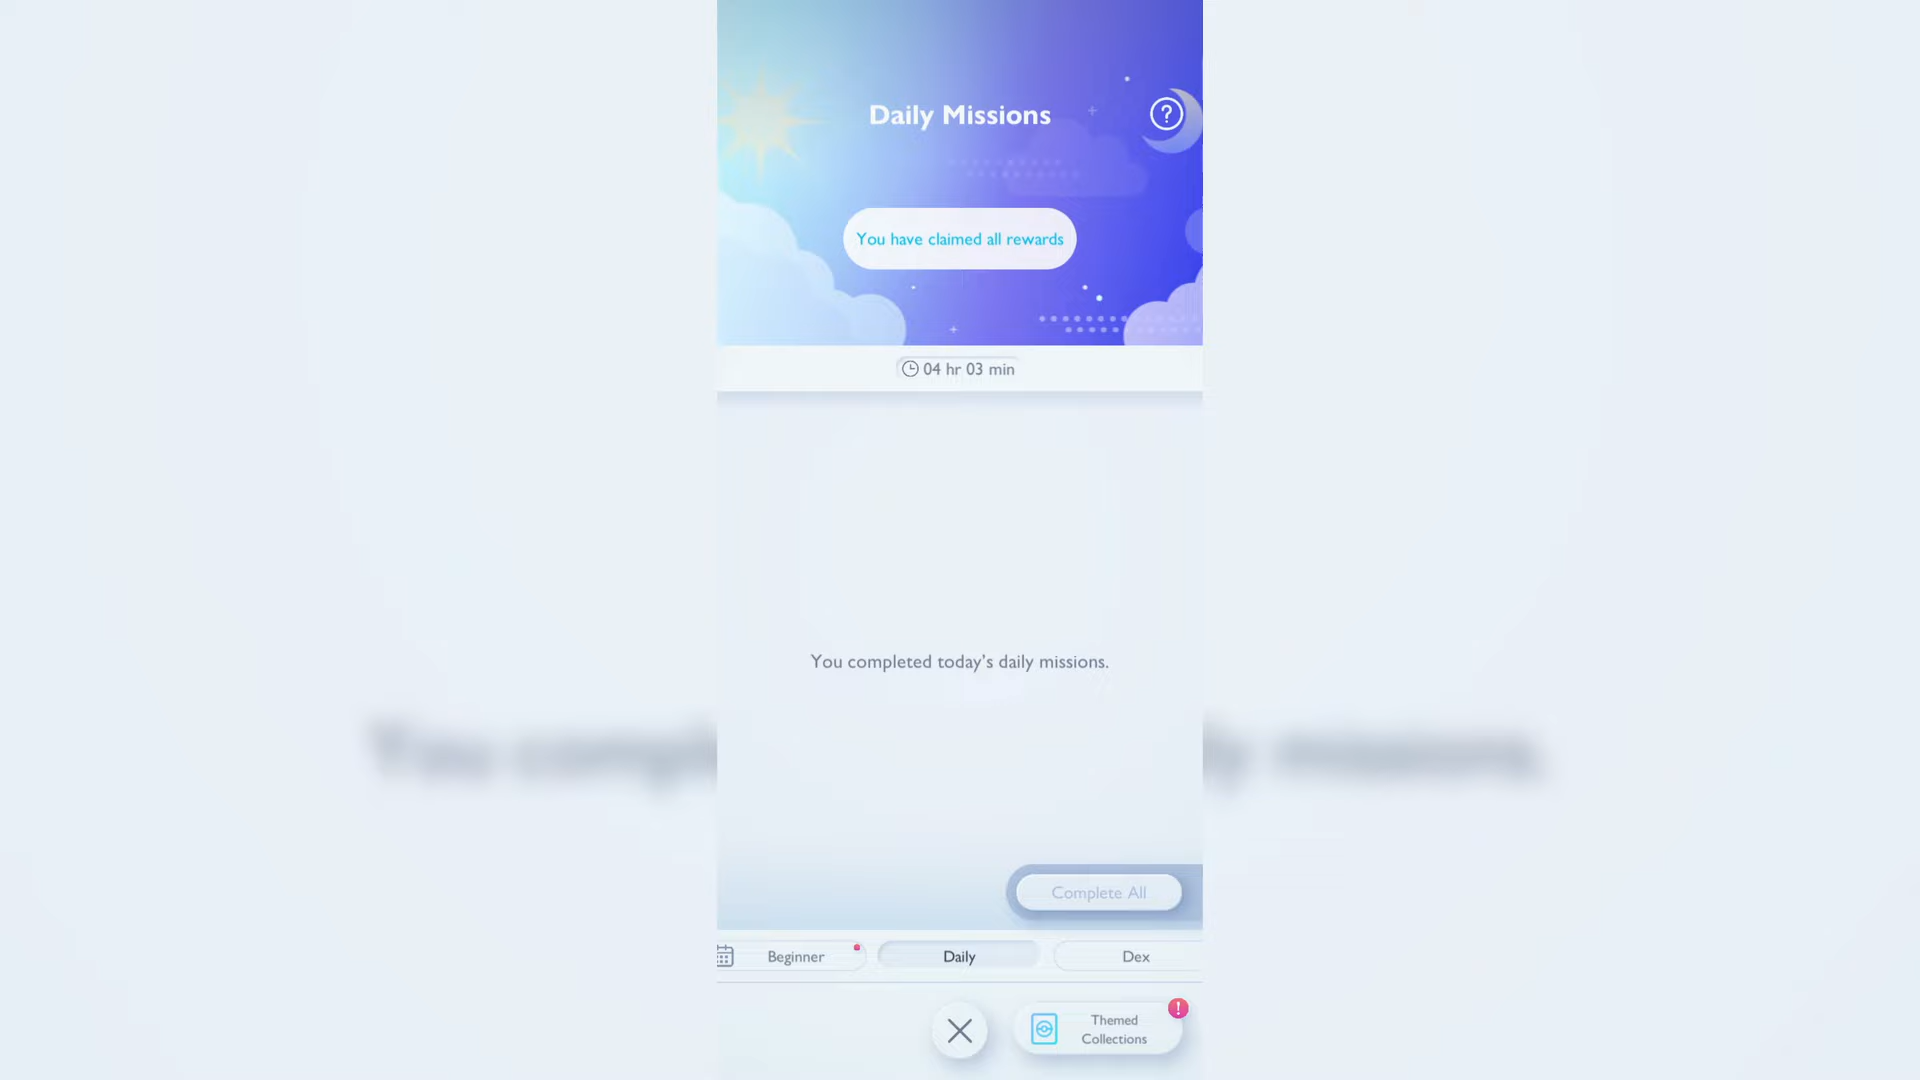 Daily Missions
?
You have claimed all rewards
04 hr 03 min
You completed today's daily missions.
Complete All
Beginner
Daily
Dex
!
Themed
Collections